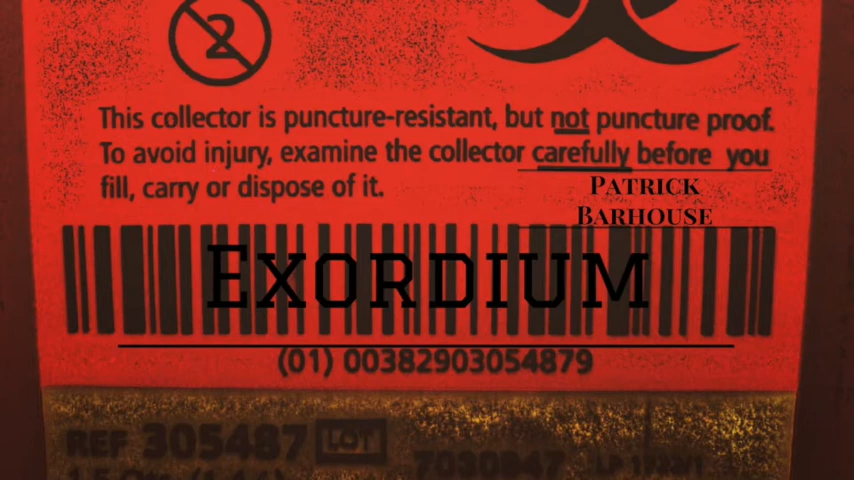 2
This collector is puncture-resistant, but not puncture proof.
To avoid injury, examine the collector carefully before you
fill, carry or dispose of it.
PATRICK
BARHOUSE
EXORDIUM
(01) 00382903054879
REF 305487 LOT